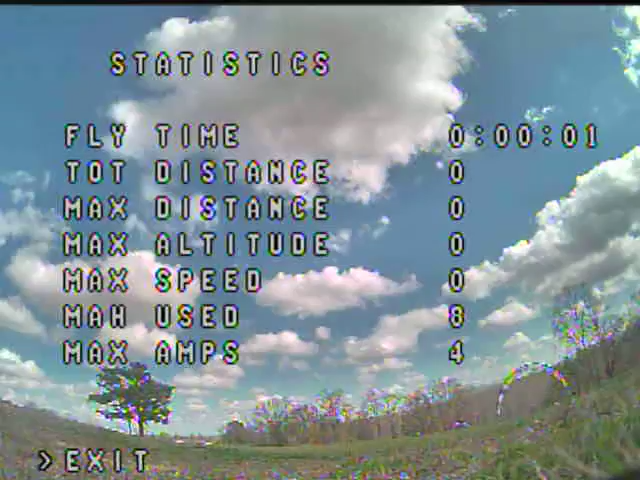 STATISTICS
FLY TIME 0:00:01
TOT DISTANCE 0
MAX DISTANCE 0
MAX ALTITUDE 0
MAX SPEED 0
MAH USED 8
MAX AMPS 4
>EXIT